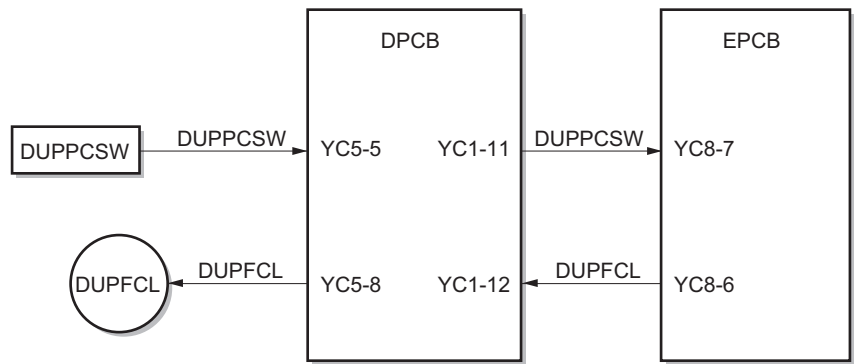 DPCB EPCB
DUPPCSW DUPPCSW YC5-5 YC1-11 DUPPCSW YC8-7
DUPFCL DUPFCL YC5-8 YC1-12 DUPFCL YC8-6